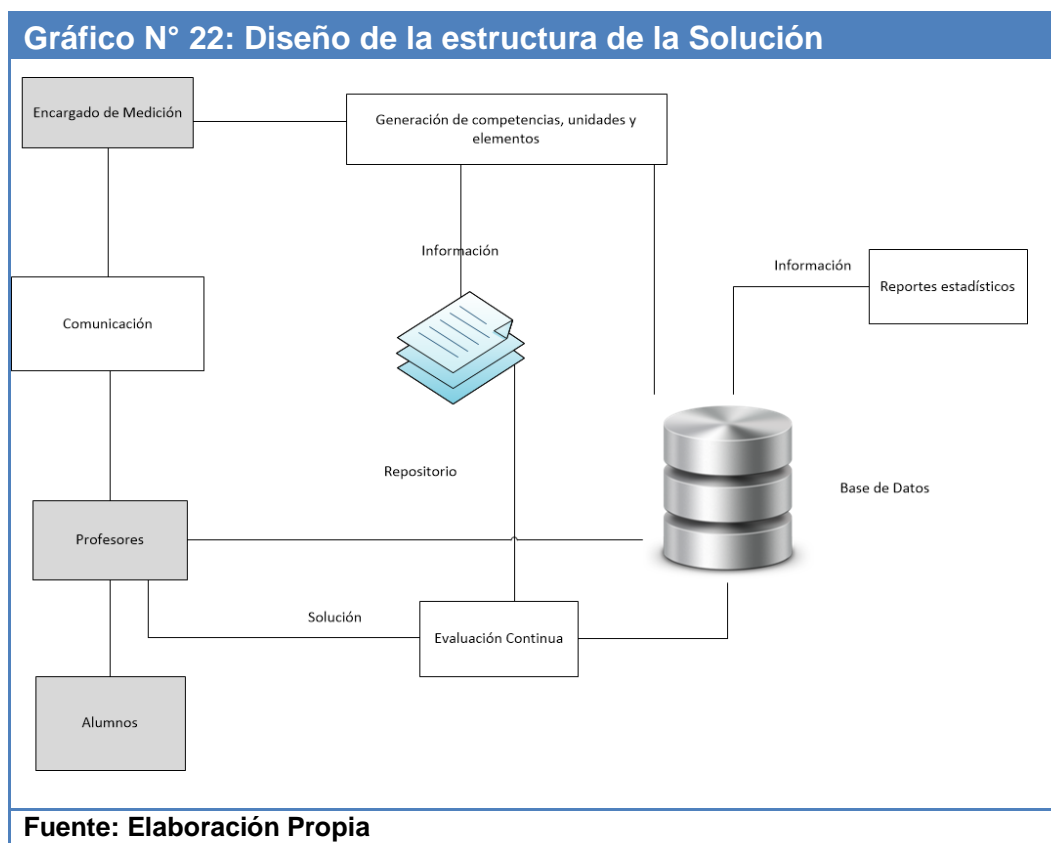 Gráfico N° 22: Diseño de la estructura de la Solución
Encargado de Medición
Generación de competencias, unidades y
elementos
Información
Información
Reportes estadísticos
Comunicación
Repositorio
Base de Datos
Profesores
Solución
Evaluación Continua
Alumnos
Fuente: Elaboración Propia